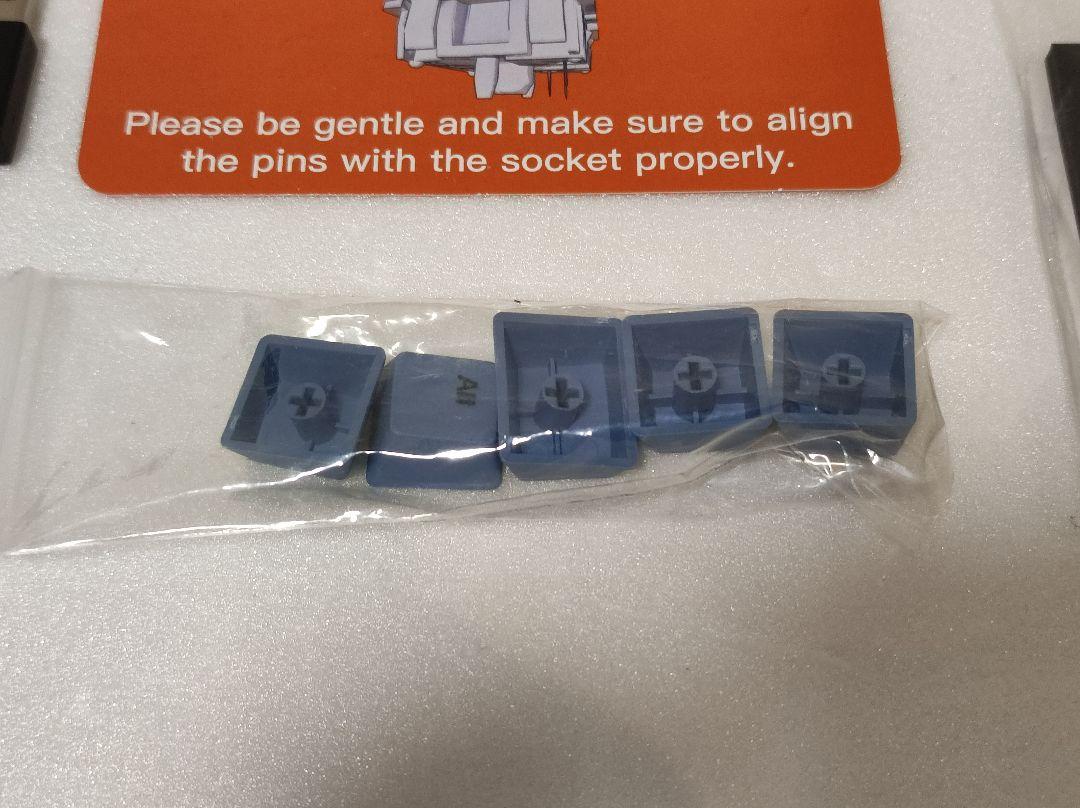 Please be gentle and make sure to align
the pins with the socket properly.
Alt